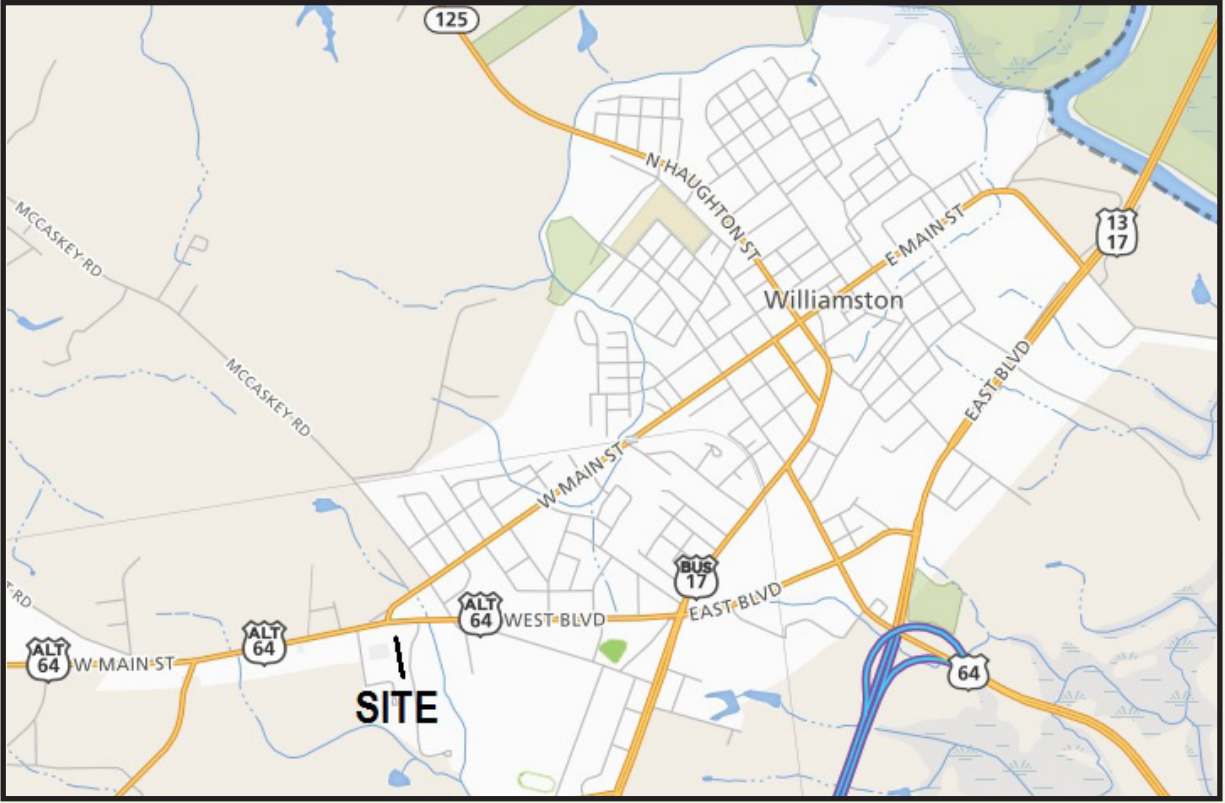 125
N HAUGHTON ST
MCCASKEY RD
E MAIN ST
13
17
Williamston
EAST BLVD
MCCASKEY RD
W MAIN ST
BUS
17
T RD
ALT
64
WEST BLVD
EAST BLVD
ALT
64
ALT
64
W MAIN ST
64
SITE